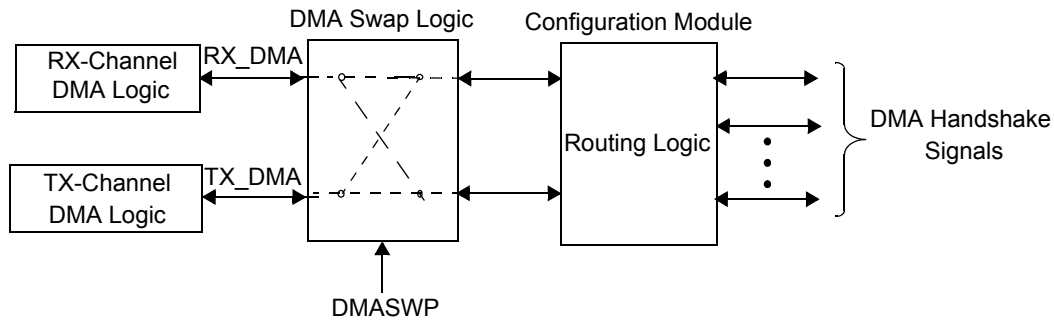 DMA Swap Logic
Configuration Module
RX-Channel
DMA Logic
RX_DMA
Routing Logic
DMA Handshake
Signals
TX-Channel
DMA Logic
TX_DMA
DMASWP